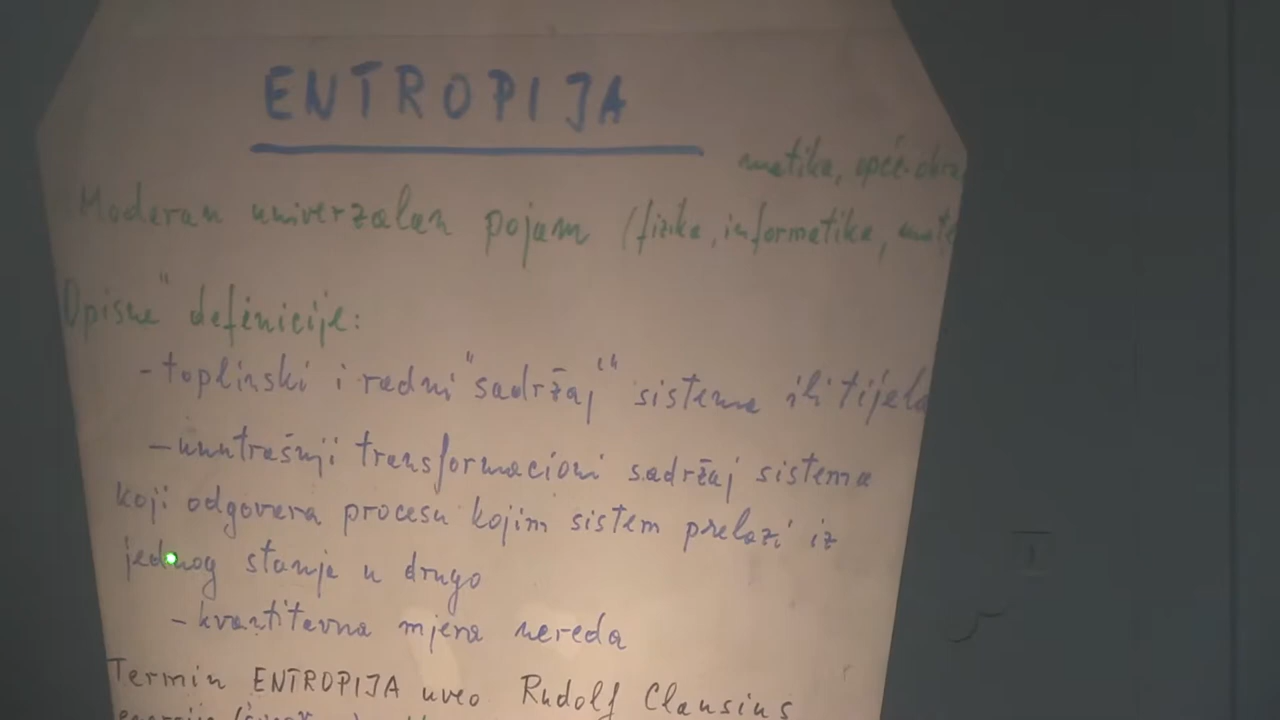 ENTROPIJA
matika, opće-obra
Moderan univerzalan pojam (fizika, informatika, mate
Opisne" definicije:
- toplinski i radni "sadržaj" sistema ili tijela
- unutrašnji transformacioni sadržaj sistema
koji odgovara procesu kojim sistem prelazi iz
jednog stanja u drugo
- kvantitavna mjera nereda
Termin ENTROPIJA uveo Rudolf Clausius